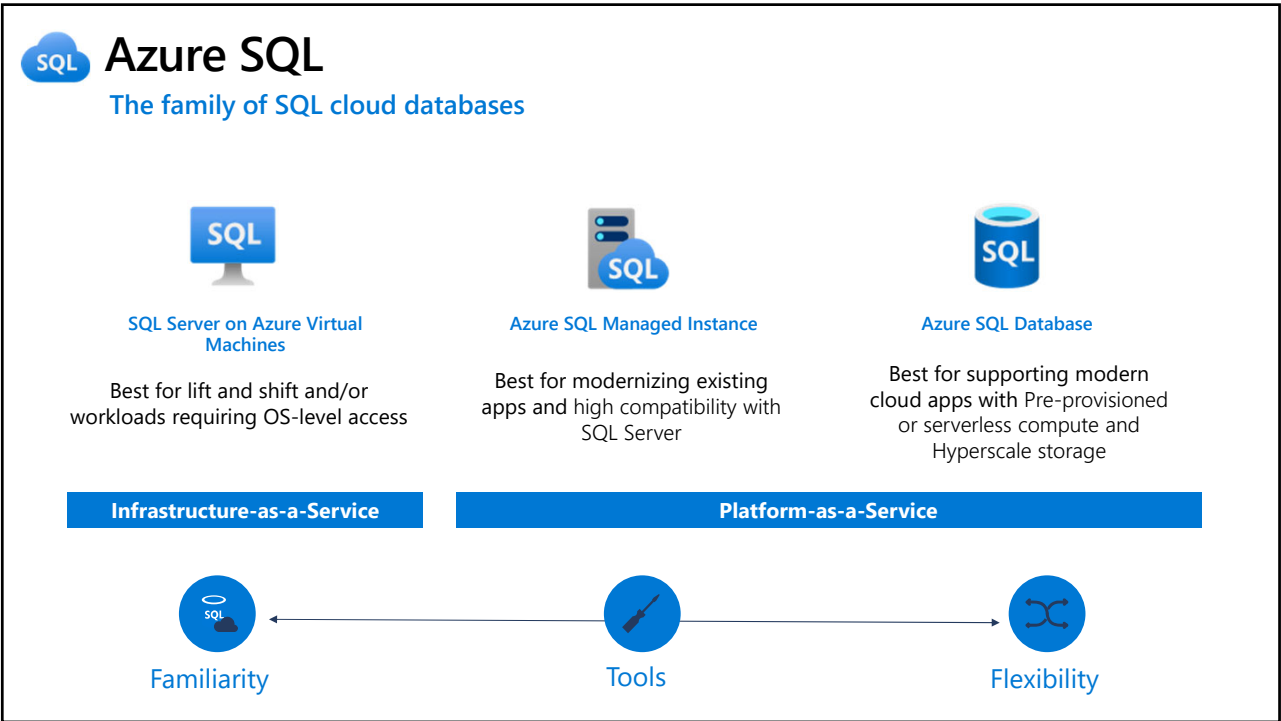 SQL
Azure SQL
The family of SQL cloud databases
SQL
SQL Server on Azure Virtual
Machines
Best for lift and shift and/or
workloads requiring OS-level access
SQL
Azure SQL Managed Instance
Best for modernizing existing
apps and high compatibility with
SQL Server
SQL
Azure SQL Database
Best for supporting modern
cloud apps with Pre-provisioned
or serverless compute and
Hyperscale storage
Infrastructure-as-a-Service
Platform-as-a-Service
SQL
Familiarity
Tools
Flexibility